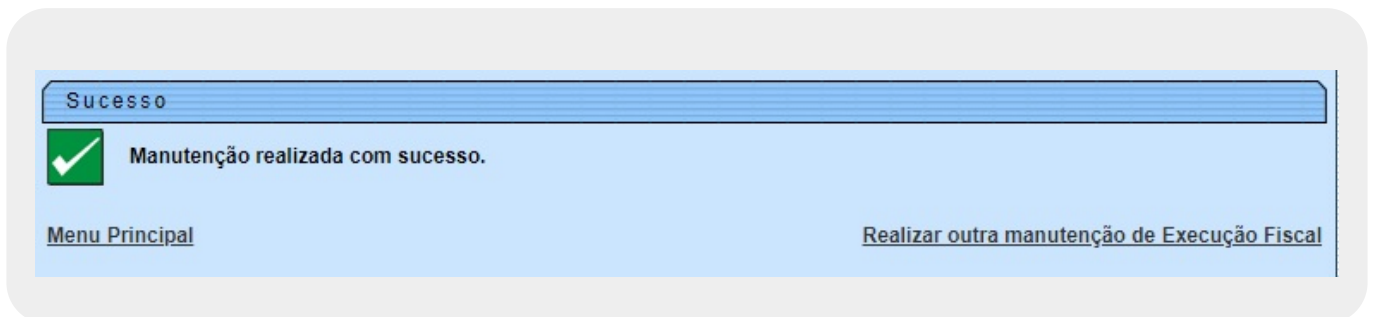 Sucesso
Manutenção realizada com sucesso.
Menu Principal
Realizar outra manutenção de Execução Fiscal